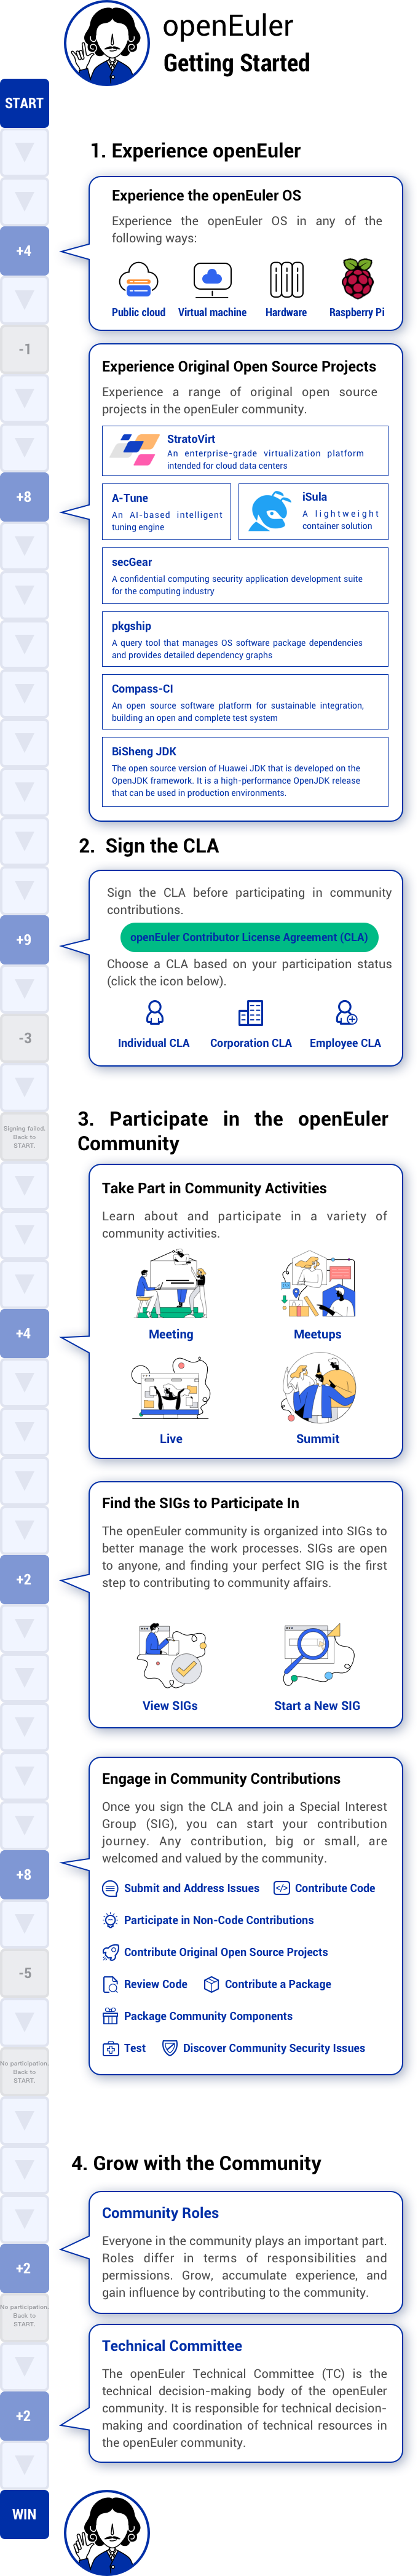 openEuler
Getting Started
START
1. Experience openEuler
Experience the openEuler OS
Experience the openEuler OS in any of the
following ways:
+4
Public cloud
Virtual machine
Hardware
Raspberry Pi
-1
Experience Original Open Source Projects
Experience a range of original open source
projects in the openEuler community.
StratoVirt
An enterprise-grade virtualization platform
intended for cloud data centers
+8
A-Tune
An AI-based intelligent
tuning engine
iSula
A lightweight
container solution
secGear
A confidential computing security application development suite
for the computing industry
pkgship
A query tool that manages OS software package dependencies
and provides detailed dependency graphs
Compass-CI
An open source software platform for sustainable integration,
building an open and complete test system
BiSheng JDK
The open source version of Huawei JDK that is developed on the
OpenJDK framework. It is a high-performance OpenJDK release
that can be used in production environments.
2. Sign the CLA
Sign the CLA before participating in community
contributions.
+9
openEuler Contributor License Agreement (CLA)
Choose a CLA based on your participation status
(click the icon below).
-3
Individual CLA
Corporation CLA
Employee CLA
Signing failed.
Back to
START.
3. Participate in the openEuler
Community
Take Part in Community Activities
Learn about and participate in a variety of
community activities.
+4
Meeting
Meetups
Live
Summit
Find the SIGs to Participate In
The openEuler community is organized into SIGs to
better manage the work processes. SIGs are open
to anyone, and finding your perfect SIG is the first
step to contributing to community affairs.
+2
View SIGs
Start a New SIG
Engage in Community Contributions
Once you sign the CLA and join a Special Interest
Group (SIG), you can start your contribution
journey. Any contribution, big or small, are
welcomed and valued by the community.
+8
Submit and Address Issues
Contribute Code
Participate in Non-Code Contributions
Contribute Original Open Source Projects
-5
Review Code
Contribute a Package
Package Community Components
Test
Discover Community Security Issues
No participation.
Back to
START.
4. Grow with the Community
Community Roles
Everyone in the community plays an important part.
Roles differ in terms of responsibilities and
permissions. Grow, accumulate experience, and
gain influence by contributing to the community.
+2
No participation.
Back to
START.
Technical Committee
The openEuler Technical Committee (TC) is the
technical decision-making body of the openEuler
community. It is responsible for technical decision-
making and coordination of technical resources in
the openEuler community.
+2
WIN